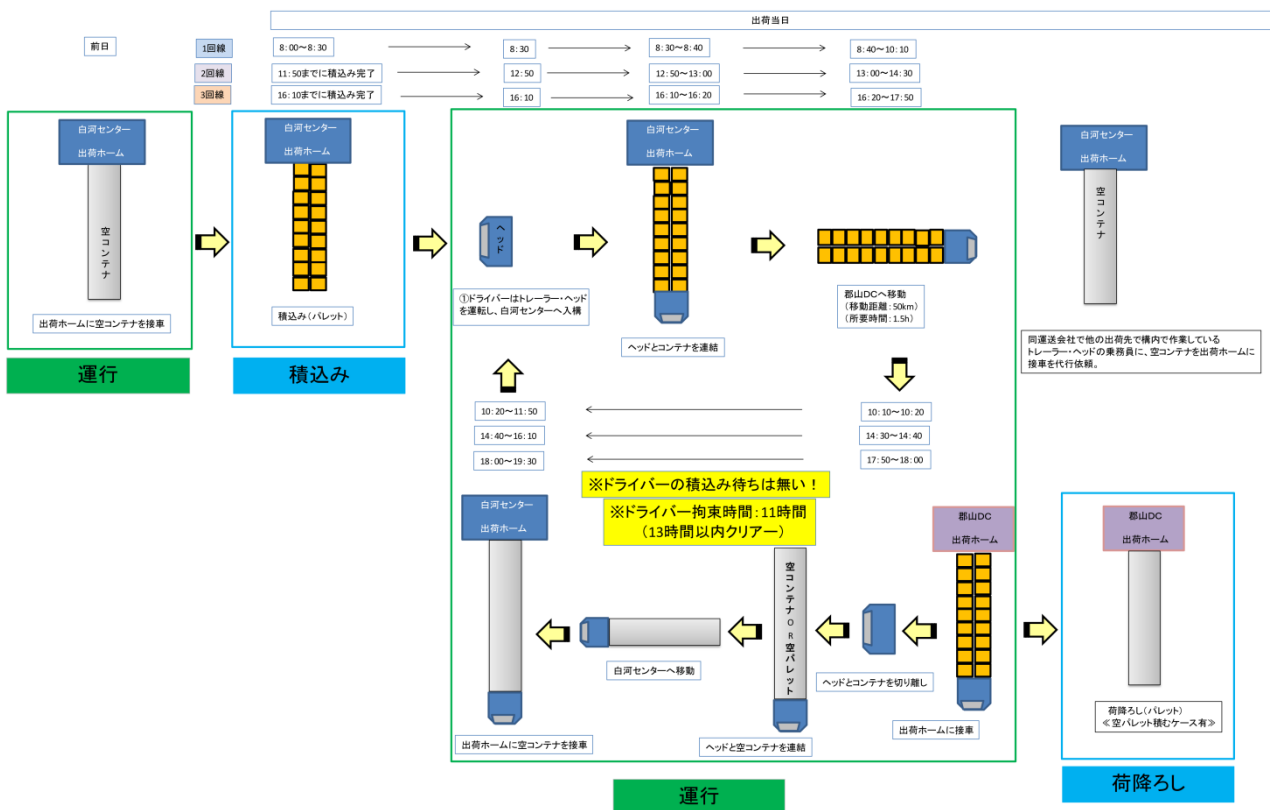 出荷当日
前日
1回線
8:00～8:30
8:30
8:30～8:40
8:40～10:10
2回線
11:50までに積込み完了
12:50
12:50～13:00
13:00～14:30
3回線
16:10までに積込み完了
16:10
16:10～16:20
16:20～17:50
白河センター
出荷ホーム
空コンテナ
出荷ホームに空コンテナを接車
運行
白河センター
出荷ホーム
積込み(パレット)
積込み
ヘッド
①ドライバーはトレーラー・ヘッド
を運転し、白河センターへ入構
白河センター
出荷ホーム
ヘッドとコンテナを連結
郡山DCへ移動
(移動距離:50km)
(所要時間:1.5h)
白河センター
出荷ホーム
空コンテナ
同運送会社で他の出荷先で構内で作業している
トレーラー・ヘッドの乗務員に、空コンテナを出荷ホームに
接車を代行依頼。
10:20～11:50
10:10～10:20
14:40～16:10
14:30～14:40
18:00～19:30
17:50～18:00
※ドライバーの積込み待ちは無い！
※ドライバー拘束時間:11時間
(13時間以内クリアー)
白河センター
出荷ホーム
出荷ホームに空コンテナを接車
白河センターへ移動
空コンテナOR空パレット
ヘッドと空コンテナを連結
ヘッドとコンテナを切り離し
郡山DC
出荷ホーム
出荷ホームに接車
運行
郡山DC
出荷ホーム
荷降ろし(パレット)
≪空パレット積むケース有≫
荷降ろし